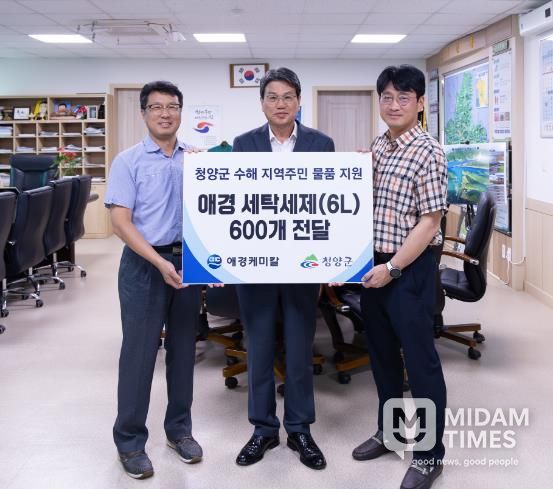 청양군 수해 지역주민 물품 지원
애경 세탁세제(6L)
600개 전달
애경케미칼
청양군
MIDAM
TIMES
good news, good people